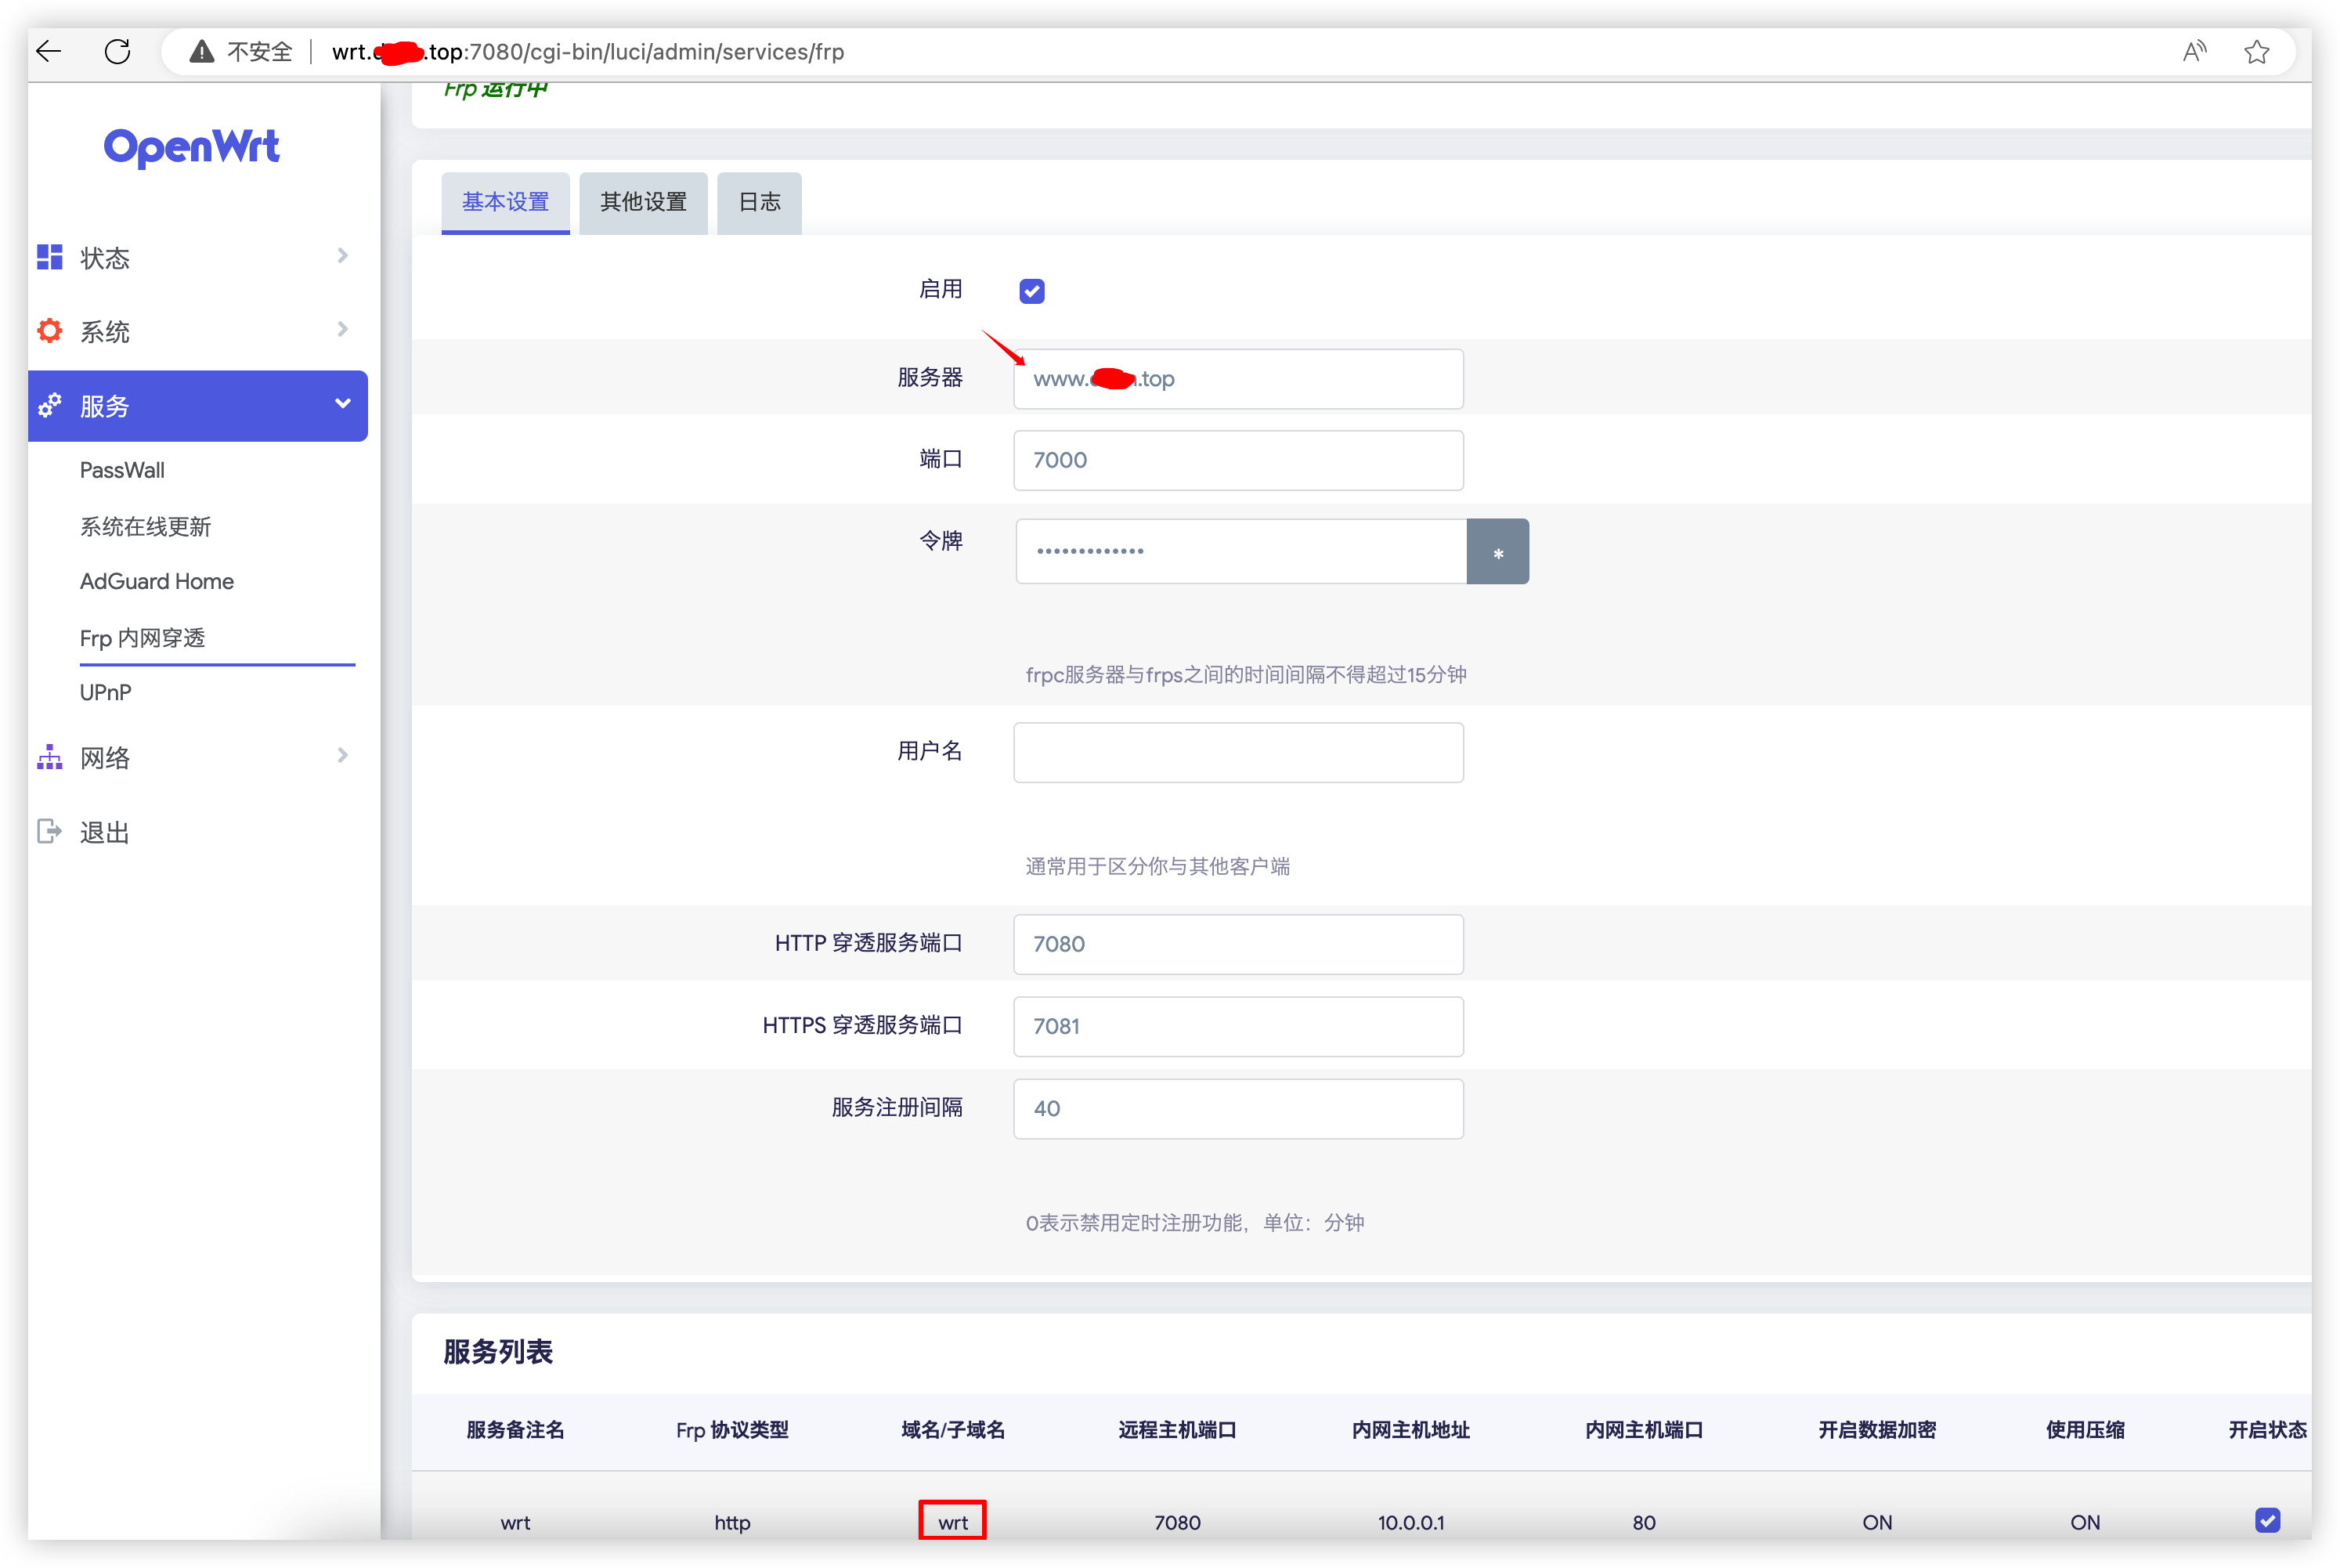 不安全 wrt. .top:7080/cgi-bin/luci/admin/services/frp
Frp 运行中
OpenWrt
状态
系统
服务
PassWall
系统在线更新
AdGuard Home
Frp 内网穿透
UPnP
网络
退出
基本设置 其他设置 日志
启用
服务器 www. .top
端口 7000
令牌 ••••••••••••• *
frpc服务器与frps之间的时间间隔不得超过15分钟
用户名
通常用于区分你与其他客户端
HTTP 穿透服务端口 7080
HTTPS 穿透服务端口 7081
服务注册间隔 40
0表示禁用定时注册功能，单位：分钟
服务列表
服务备注名 Frp 协议类型 域名/子域名 远程主机端口 内网主机地址 内网主机端口 开启数据加密 使用压缩 开启状态
wrt http wrt 7080 10.0.0.1 80 ON ON